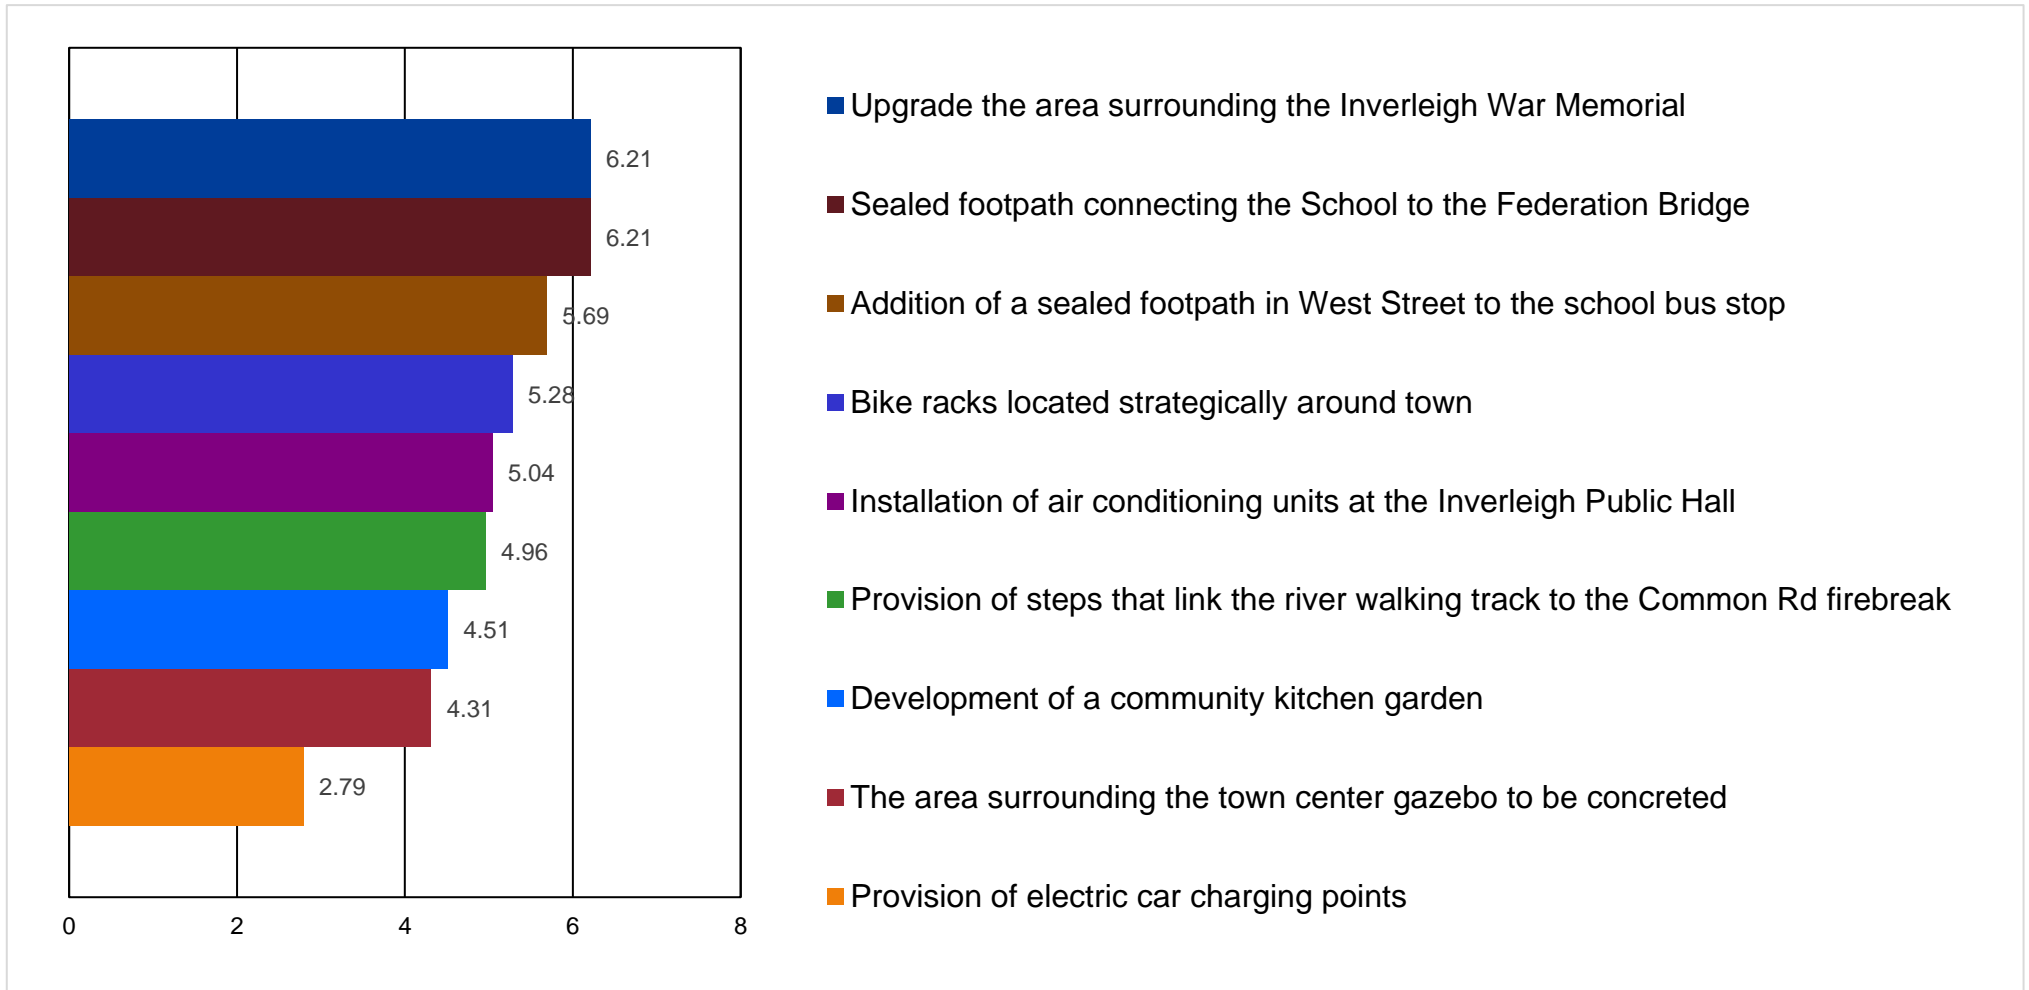 6.21
6.21
5.69
5.28
5.04
4.96
4.51
4.31
2.79
0 2 4 6 8
Upgrade the area surrounding the Inverleigh War Memorial
Sealed footpath connecting the School to the Federation Bridge
Addition of a sealed footpath in West Street to the school bus stop
Bike racks located strategically around town
Installation of air conditioning units at the Inverleigh Public Hall
Provision of steps that link the river walking track to the Common Rd firebreak
Development of a community kitchen garden
The area surrounding the town center gazebo to be concreted
Provision of electric car charging points